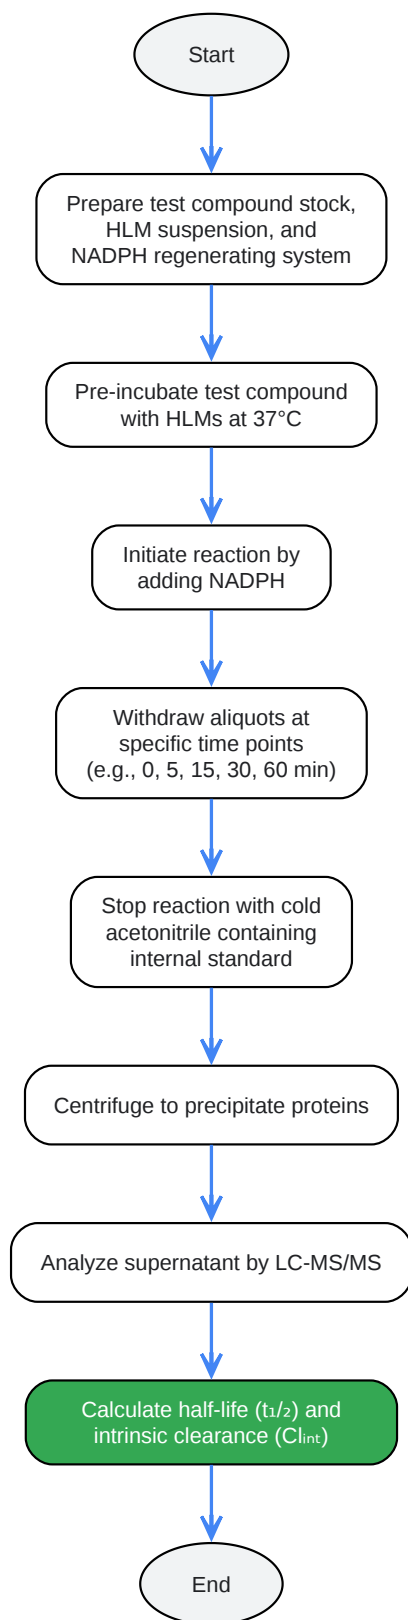 Start
Prepare test compound stock,
HLM suspension, and
NADPH regenerating system
Pre-incubate test compound
with HLMs at 37°C
Initiate reaction by
adding NADPH
Withdraw aliquots at
specific time points
(e.g., 0, 5, 15, 30, 60 min)
Stop reaction with cold
acetonitrile containing
internal standard
Centrifuge to precipitate proteins
Analyze supernatant by LC-MS/MS
Calculate half-life (t₁/₂) and
intrinsic clearance (Clᵢₙₜ)
End